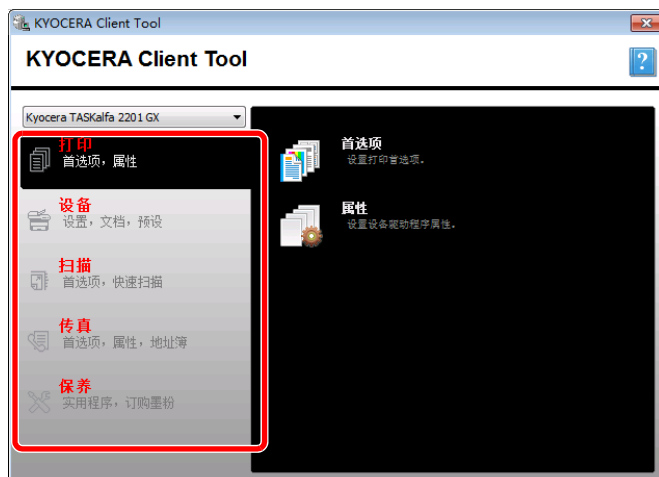 KYOCERA Client Tool
KYOCERA Client Tool
?
Kyocera TASKalfa 2201 GX
打印
首选项，属性
设备
设置，文档，预设
扫描
首选项，快速扫描
传真
首选项，属性，地址簿
保养
实用程序，订购墨粉
首选项
设置打印首选项。
属性
设置设备驱动程序属性。